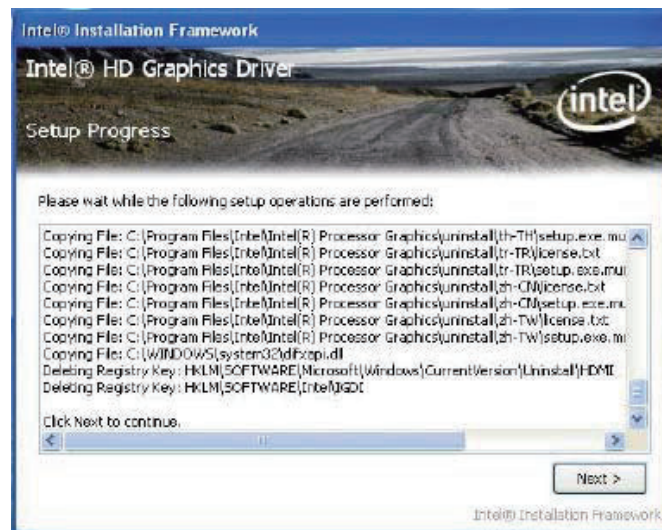 Intel® Installation Framework
Intel® HD Graphics Driver
intel
Setup Progress
Please wait while the following setup operations are performed:
Copying File: C:\Program Files\Intel\Intel(R) Processor Graphics\uninstall\th-TH\setup.exe.mu
Copying File: C:\Program Files\Intel\Intel(R) Processor Graphics\uninstall\tr-TR\license.txt
Copying File: C:\Program Files\Intel\Intel(R) Processor Graphics\uninstall\tr-TR\setup.exe.mui
Copying File: C:\Program Files\Intel\Intel(R) Processor Graphics\uninstall\zh-CN\license.txt
Copying File: C:\Program Files\Intel\Intel(R) Processor Graphics\uninstall\zh-CN\setup.exe.mu
Copying File: C:\Program Files\Intel\Intel(R) Processor Graphics\uninstall\zh-TW\license.txt
Copying File: C:\Program Files\Intel\Intel(R) Processor Graphics\uninstall\zh-TW\setup.exe.m
Copying File: C:\WINDOWS\system32\difxapi.dll
Deleting Registry Key: HKLM\SOFTWARE\Microsoft\Windows\CurrentVersion\Uninstall\HDMI
Deleting Registry Key: HKLM\SOFTWARE\Intel\IGDI
Click Next to continue.
Next >
Intel® Installation Framework